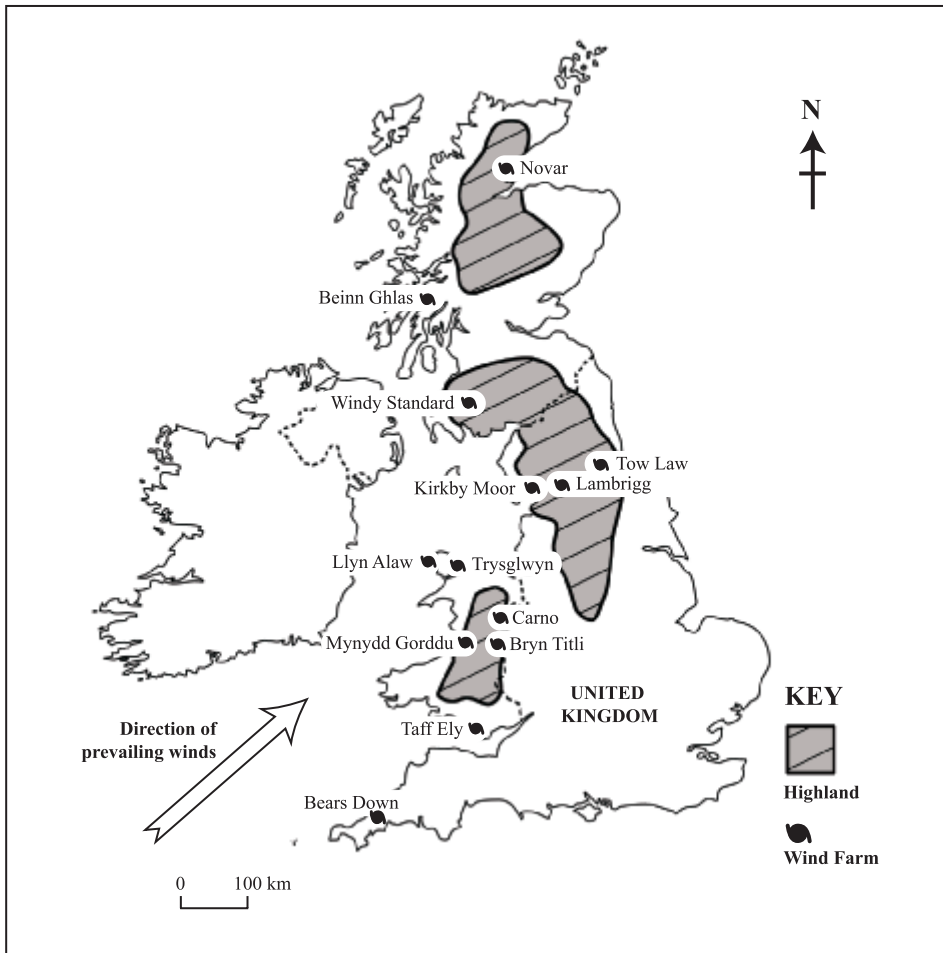 N
Novar
Beinn Ghlas
Windy Standard
Tow Law
Kirkby Moor
Lambrigg
Llyn Alaw
Trysglwyn
Carno
Mynydd Gorddu
Bryn Titli
UNITED
KINGDOM
KEY
Direction of
prevailing winds
Taff Ely
Highland
Bears Down
Wind Farm
0 100 km